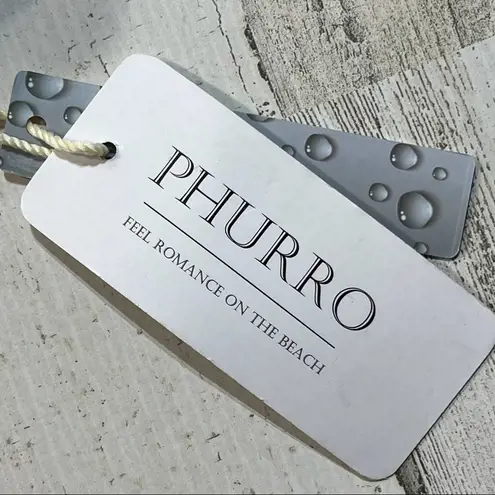 PHURRO
FEEL ROMANCE ON THE BEACH